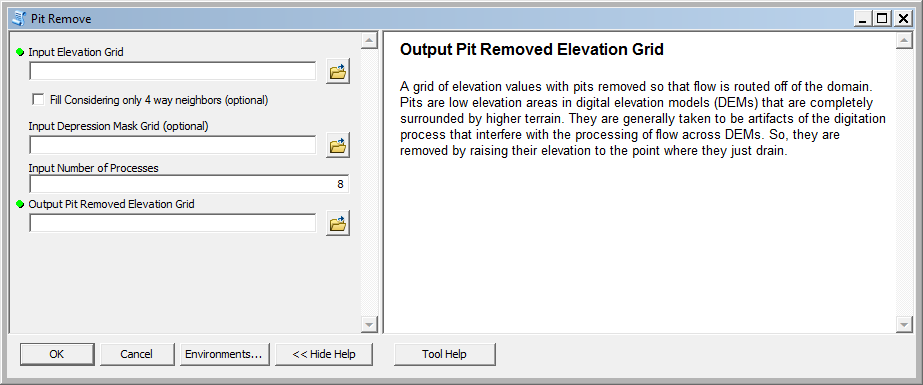 Pit Remove
Input Elevation Grid
Fill Considering only 4 way neighbors (optional)
Input Depression Mask Grid (optional)
Input Number of Processes
8
Output Pit Removed Elevation Grid
OK
Cancel
Environments...
<< Hide Help
Output Pit Removed Elevation Grid
A grid of elevation values with pits removed so that flow is routed off of the domain.
Pits are low elevation areas in digital elevation models (DEMs) that are completely
surrounded by higher terrain. They are generally taken to be artifacts of the digitation
process that interfere with the processing of flow across DEMs. So, they are
removed by raising their elevation to the point where they just drain.
Tool Help